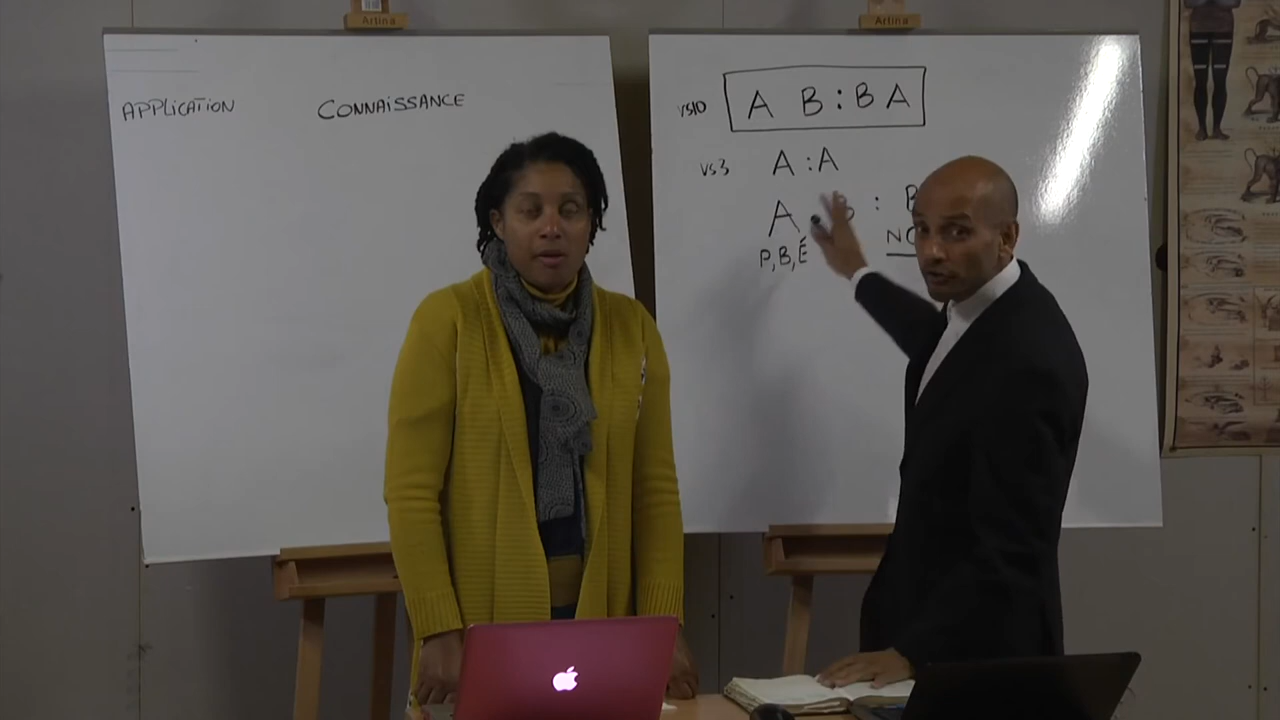 Artina
Artina
APPLICATION CONNAISSANCE
VS10 A B : B A
VS3 A : A
A B :
P, B, É